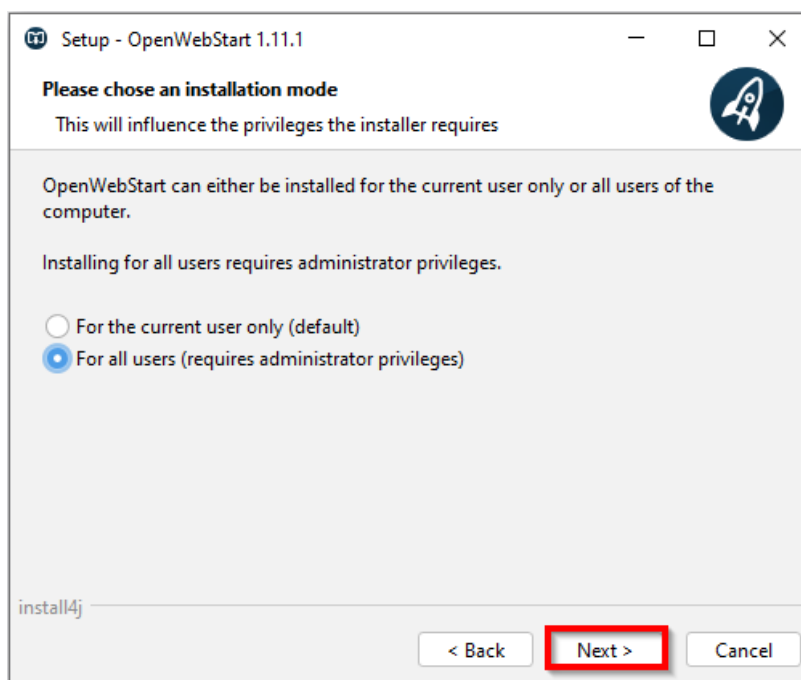 Setup - OpenWebStart 1.11.1
Please chose an installation mode
This will influence the privileges the installer requires
OpenWebStart can either be installed for the current user only or all users of the
computer.
Installing for all users requires administrator privileges.
For the current user only (default)
For all users (requires administrator privileges)
install4j
< Back Next > Cancel